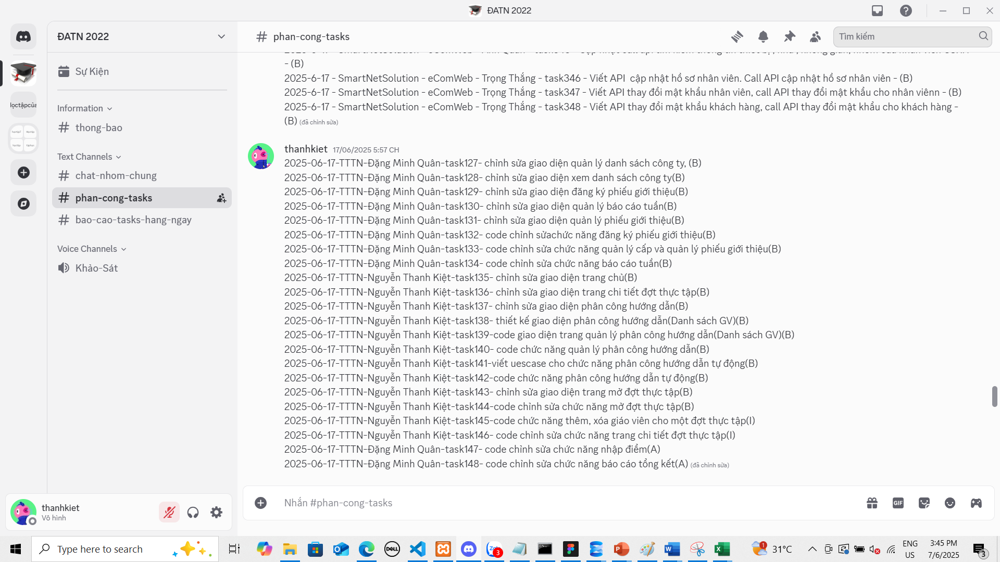 ĐATN 2022
ĐATN 2022
Sự Kiện
Information
thong-bao
Text Channels
chat-nhom-chung
phan-cong-tasks
bao-cao-tasks-hang-ngay
Voice Channels
Khảo-Sát
thanhkiet
Vô hình
phan-cong-tasks
Tìm kiếm
- (B)
2025-6-17 - SmartNetSolution - eComWeb - Trọng Thắng - task346 - Viết API  cập nhật hồ sơ nhân viên. Call API cập nhật hồ sơ nhân viên - (B)
2025-6-17 - SmartNetSolution - eComWeb - Trọng Thắng - task347 - Viết API thay đổi mật khẩu nhân viên, call API thay đổi mật khẩu cho nhân viênn - (B)
2025-6-17 - SmartNetSolution - eComWeb - Trọng Thắng - task348 - Viết API thay đổi mật khẩu khách hàng, call API thay đổi mật khẩu cho khách hàng -
(B) (đã chỉnh sửa)
thanhkiet 17/06/2025 5:57 CH
2025-06-17-TTTN-Đặng Minh Quân-task127- chỉnh sửa giao diện quản lý danh sách công ty, (B)
2025-06-17-TTTN-Đặng Minh Quân-task128- chỉnh sửa giao diện xem danh sách công ty(B)
2025-06-17-TTTN-Đặng Minh Quân-task129- chỉnh sửa giao diện đăng ký phiếu giới thiệu(B)
2025-06-17-TTTN-Đặng Minh Quân-task130- chỉnh sửa giao diện quản lý báo cáo tuần(B)
2025-06-17-TTTN-Đặng Minh Quân-task131- chỉnh sửa giao diện quản lý phiếu giới thiệu(B)
2025-06-17-TTTN-Đặng Minh Quân-task132- code chỉnh sửachức năng đăng ký phiếu giới thiệu(B)
2025-06-17-TTTN-Đặng Minh Quân-task133- code chỉnh sửa chức năng quản lý cấp và quản lý phiếu giới thiệu(B)
2025-06-17-TTTN-Đặng Minh Quân-task134- code chỉnh sửa chức năng báo cáo tuần(B)
2025-06-17-TTTN-Nguyễn Thanh Kiệt-task135- chỉnh sửa giao diện trang chủ(B)
2025-06-17-TTTN-Nguyễn Thanh Kiệt-task136- chỉnh sửa giao diện trang chi tiết đợt thực tập(B)
2025-06-17-TTTN-Nguyễn Thanh Kiệt-task137- chỉnh sửa giao diện phân công hướng dẫn(B)
2025-06-17-TTTN-Nguyễn Thanh Kiệt-task138- thiết kế giao diện phân công hướng dẫn(Danh sách GV)(B)
2025-06-17-TTTN-Nguyễn Thanh Kiệt-task139-code giao diện trang quản lý phân công hướng dẫn(Danh sách GV)(B)
2025-06-17-TTTN-Nguyễn Thanh Kiệt-task140- code chức năng quản lý phân công hướng dẫn(B)
2025-06-17-TTTN-Nguyễn Thanh Kiệt-task141-viết uescase cho chức năng phân công hướng dẫn tự động(B)
2025-06-17-TTTN-Nguyễn Thanh Kiệt-task142-code chức năng phân công hướng dẫn tự động(B)
2025-06-17-TTTN-Nguyễn Thanh Kiệt-task143- chỉnh sửa giao diện trang mở đợt thực tập(B)
2025-06-17-TTTN-Nguyễn Thanh Kiệt-task144-code chỉnh sửa chức năng mở đợt thực tập(B)
2025-06-17-TTTN-Nguyễn Thanh Kiệt-task145-code chức năng thêm, xóa giáo viên cho một đợt thực tập(I)
2025-06-17-TTTN-Nguyễn Thanh Kiệt-task146- code chỉnh sửa chức năng trang chi tiết đợt thực tập(I)
2025-06-17-TTTN-Đặng Minh Quân-task147- code chỉnh sửa chức năng nhập điểm(A)
2025-06-17-TTTN-Đặng Minh Quân-task148- code chỉnh sửa chức năng báo cáo tổng kết(A) (đã chỉnh sửa)
Nhắn #phan-cong-tasks
GIF
Type here to search
DELL
31°C
ENG
US
3:45 PM
7/6/2025
3